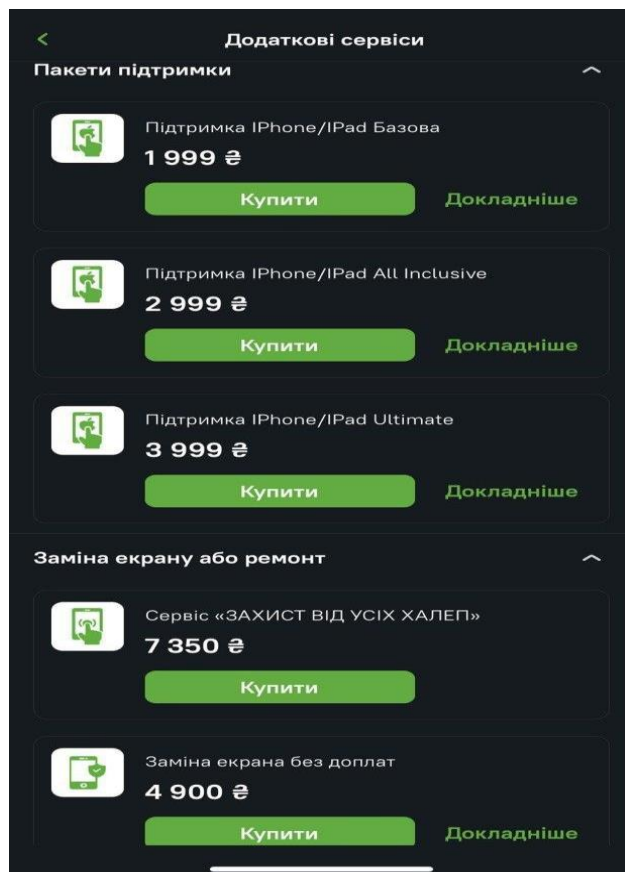 Додаткові сервіси
Пакети підтримки
Підтримка IPhone/IPad Базова
1 999 ₴
Купити Докладніше
Підтримка IPhone/IPad All Inclusive
2 999 ₴
Купити Докладніше
Підтримка IPhone/IPad Ultimate
3 999 ₴
Купити Докладніше
Заміна екрану або ремонт
Сервіс «ЗАХИСТ ВІД УСІХ ХАЛЕП»
7 350 ₴
Купити
Заміна екрана без доплат
4 900 ₴
Купити Докладніше